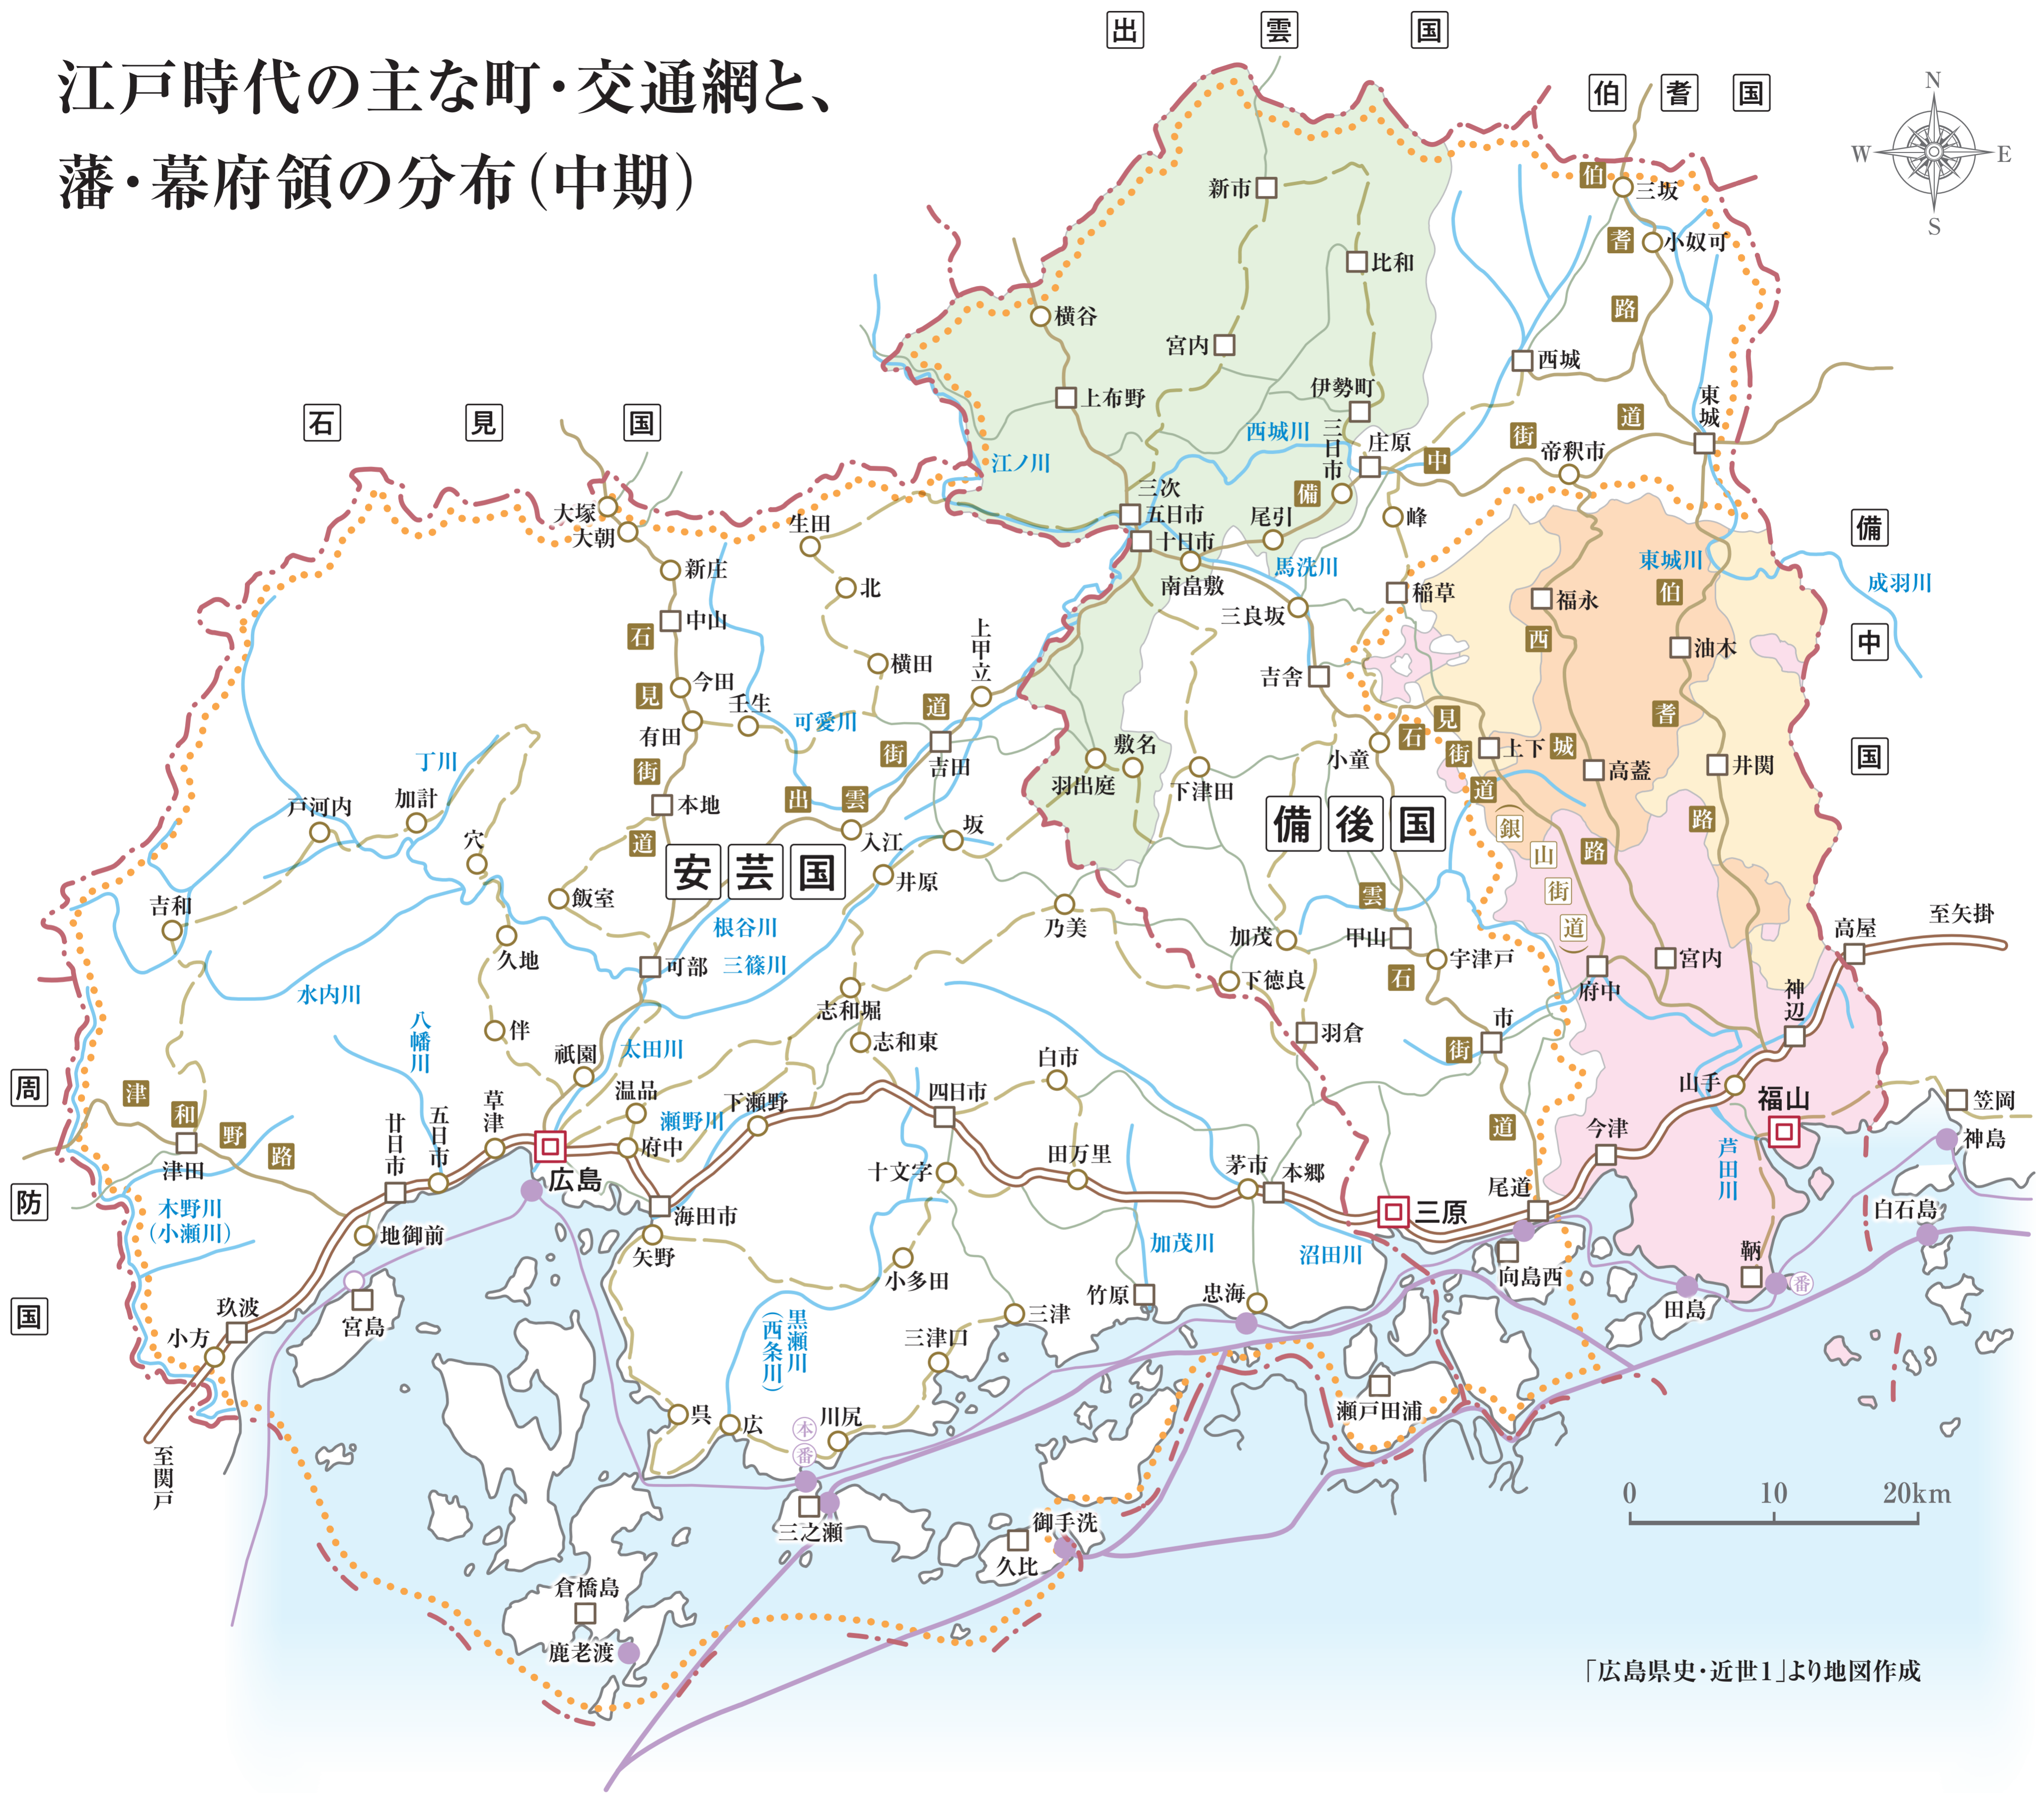 江戸時代の主な町・交通網と、
藩・幕府領の分布（中期）
出雲国
伯耆国
N
W
E
S
石見国
備中国
周防国
安芸国
備後国
新市
比和
横谷
宮内
上布野
伊勢町
三日市
庄原
西城川
江ノ川
三坂
小奴可
伯耆路
西城
東城
帝釈市
備中街道
三次
五日市
十日市
尾引
南畠敷
馬洗川
三良坂
峰
稲草
吉舎
福永
東城川
成羽川
伯耆路
油木
西城路
井関
上下
高蓋
石見街道
小童
（銀山街道）
大塚
大朝
新庄
中山
石見街道
今田
有田
壬生
本地
生田
北
横田
上甲立
可愛川
出雲街道
吉田
入江
坂
井原
羽出庭
敷名
下津田
丁川
戸河内
加計
穴
飯室
吉和
久地
根谷川
三篠川
可部
水内川
八幡川
伴
祇園
太田川
乃美
加茂
下徳良
甲山
宇津戸
雲石街道
羽倉
市
府中
宮内
高屋
至矢掛
神辺
山手
福山
芦田川
笠岡
神島
白石島
志和堀
志和東
温品
瀬野川
下瀬野
四日市
白市
府中
海田市
矢野
十文字
田万里
茅市
本郷
三原
尾道
今津
向島西
田島
鞆
番
津和野路
津田
木野川
（小瀬川）
廿日市
五日市
草津
広島
地御前
宮島
玖波
小方
至関戸
小多田
黒瀬川
（西条川）
加茂川
沼田川
竹原
忠海
三津
三津口
川尻
呉
広
本番
三之瀬
瀬戸田浦
御手洗
久比
倉橋島
鹿老渡
0
10
20km
「広島県史・近世1」より地図作成